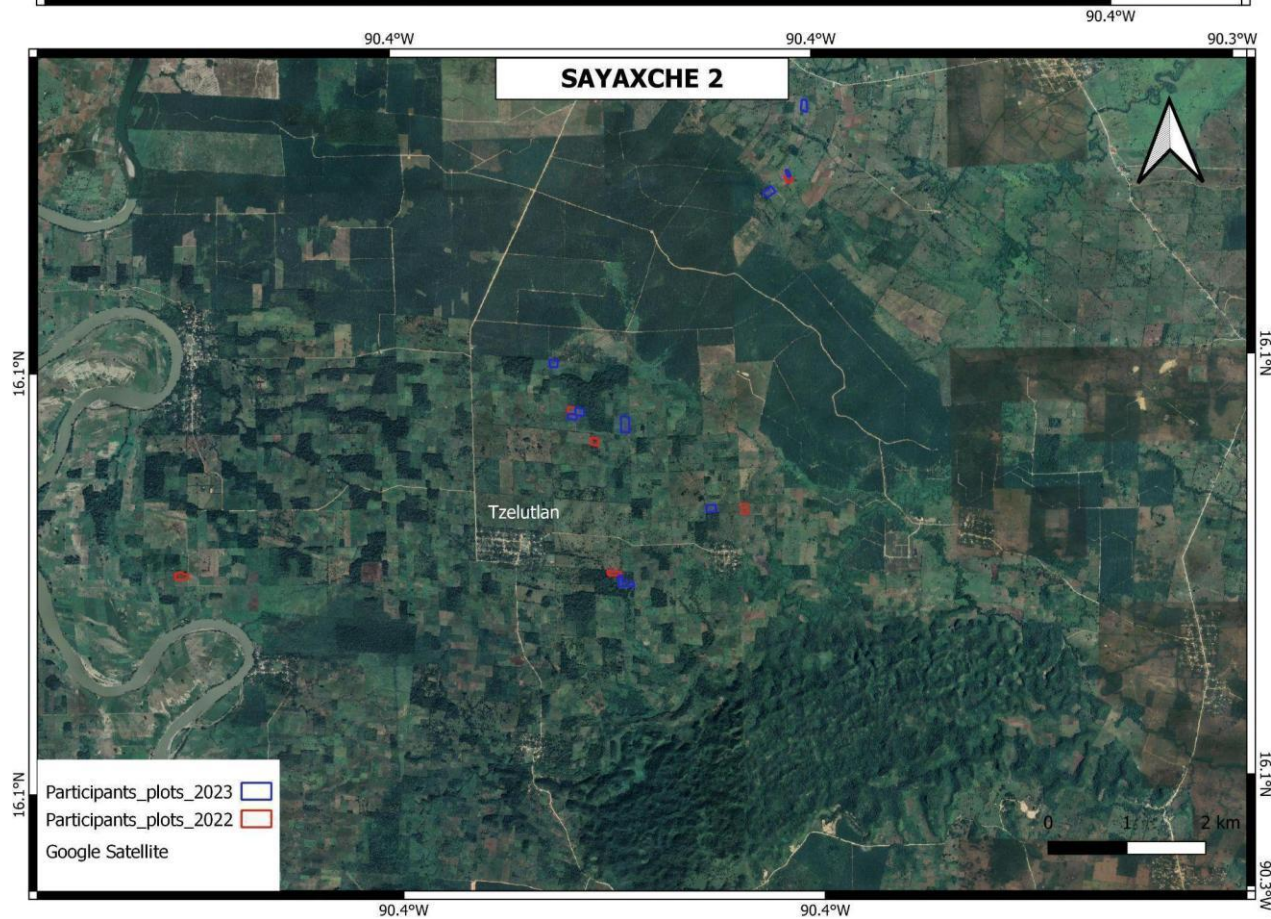 90.4°W
90.4°W 90.4°W 90.3°W
SAYAXCHE 2
16.1°N 16.1°N
Tzelutlan
16.1°N 16.1°N
Participants_plots_2023
Participants_plots_2022
Google Satellite
0 1 2 km
90.4°W 90.4°W 90.3°W